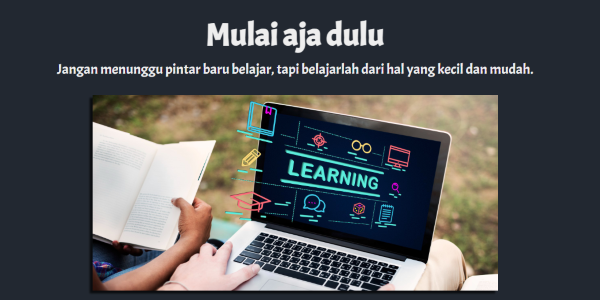 Mulai aja dulu
Jangan menunggu pintar baru belajar, tapi belajarlah dari hal yang kecil dan mudah.
LEARNING